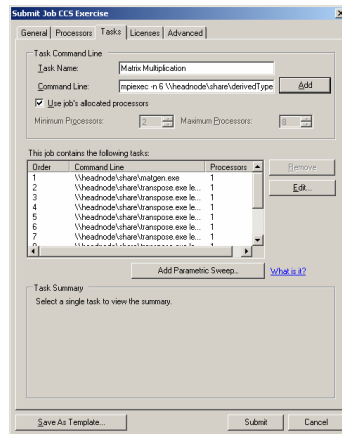 Submit Job CCS Exercise
General Processors Tasks Licenses Advanced
Task Command Line
Task Name: Matrix Multiplication
Command Line: mpiexec -n 6 \\headnode\share\derivedType Add
Use job's allocated processors
Minimum Processors: 2 Maximum Processors: 8
This job contains the following tasks:
Order Command Line Processors Remove
1 \\headnode\share\matgen.exe 1
2 \\headnode\share\transpose.exe le... 1 Edit...
3 \\headnode\share\transpose.exe le... 1
4 \\headnode\share\transpose.exe le... 1
5 \\headnode\share\transpose.exe le... 1
6 \\headnode\share\transpose.exe le... 1
7 \\headnode\share\transpose.exe le... 1
Add Parametric Sweep.. What is it?
Task Summary
Select a single task to view the summary.
Save As Template... Submit Cancel